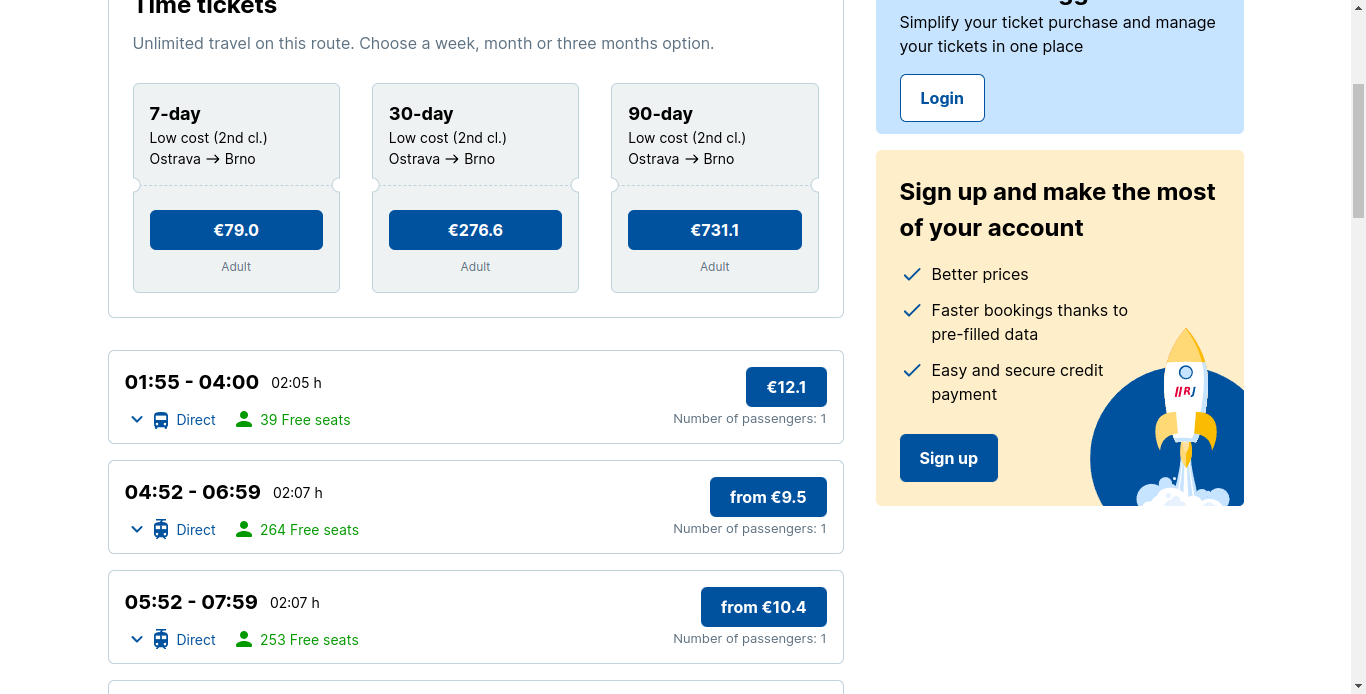 Time tickets
Unlimited travel on this route. Choose a week, month or three months option.
7-day
Low cost (2nd cl.)
Ostrava → Brno
€79.0
Adult
30-day
Low cost (2nd cl.)
Ostrava → Brno
€276.6
Adult
90-day
Low cost (2nd cl.)
Ostrava → Brno
€731.1
Adult
01:55 - 04:00 02:05 h
€12.1
Direct 39 Free seats
Number of passengers: 1
04:52 - 06:59 02:07 h
from €9.5
Direct 264 Free seats
Number of passengers: 1
05:52 - 07:59 02:07 h
from €10.4
Direct 253 Free seats
Number of passengers: 1
Simplify your ticket purchase and manage
your tickets in one place
Login
Sign up and make the most
of your account
Better prices
Faster bookings thanks to
pre-filled data
Easy and secure credit
payment
RJ
Sign up